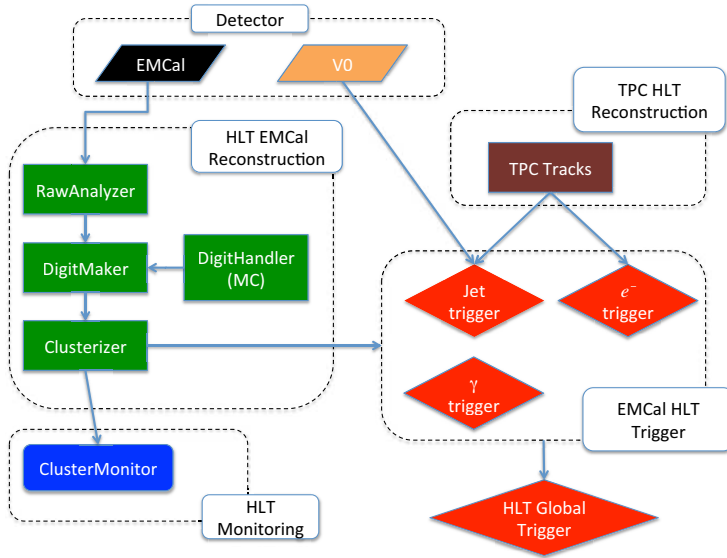 Detector
EMCal
V0
TPC HLT
Reconstruction
HLT EMCal
Reconstruction
TPC Tracks
RawAnalyzer
DigitMaker
DigitHandler
(MC)
Jet
trigger
e⁻
trigger
Clusterizer
γ
trigger
EMCal HLT
Trigger
ClusterMonitor
HLT
Monitoring
HLT Global
Trigger